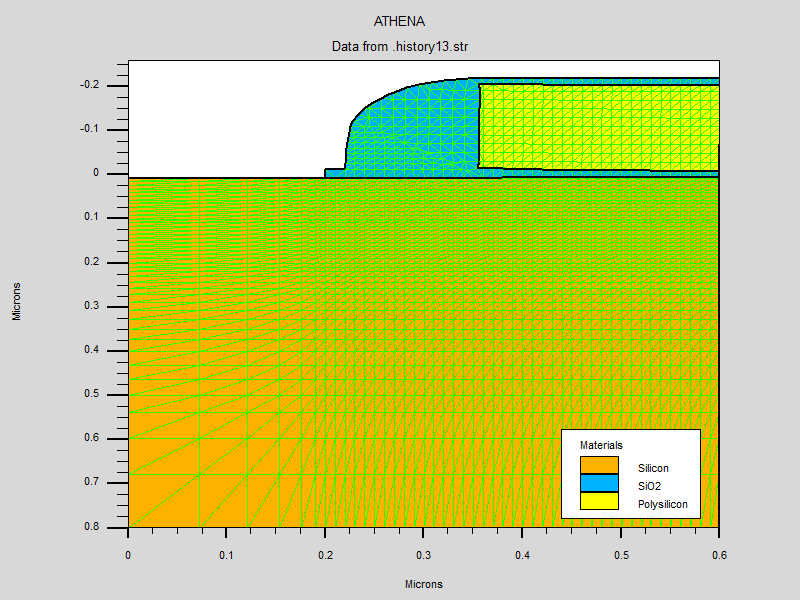 ATHENA
Data from .history13.str
-0.2
-0.1
0
0.1
0.2
0.3
0.4
0.5
0.6
0.7
0.8
Microns
Materials
Silicon
SiO2
Polysilicon
0 0.1 0.2 0.3 0.4 0.5 0.6
Microns